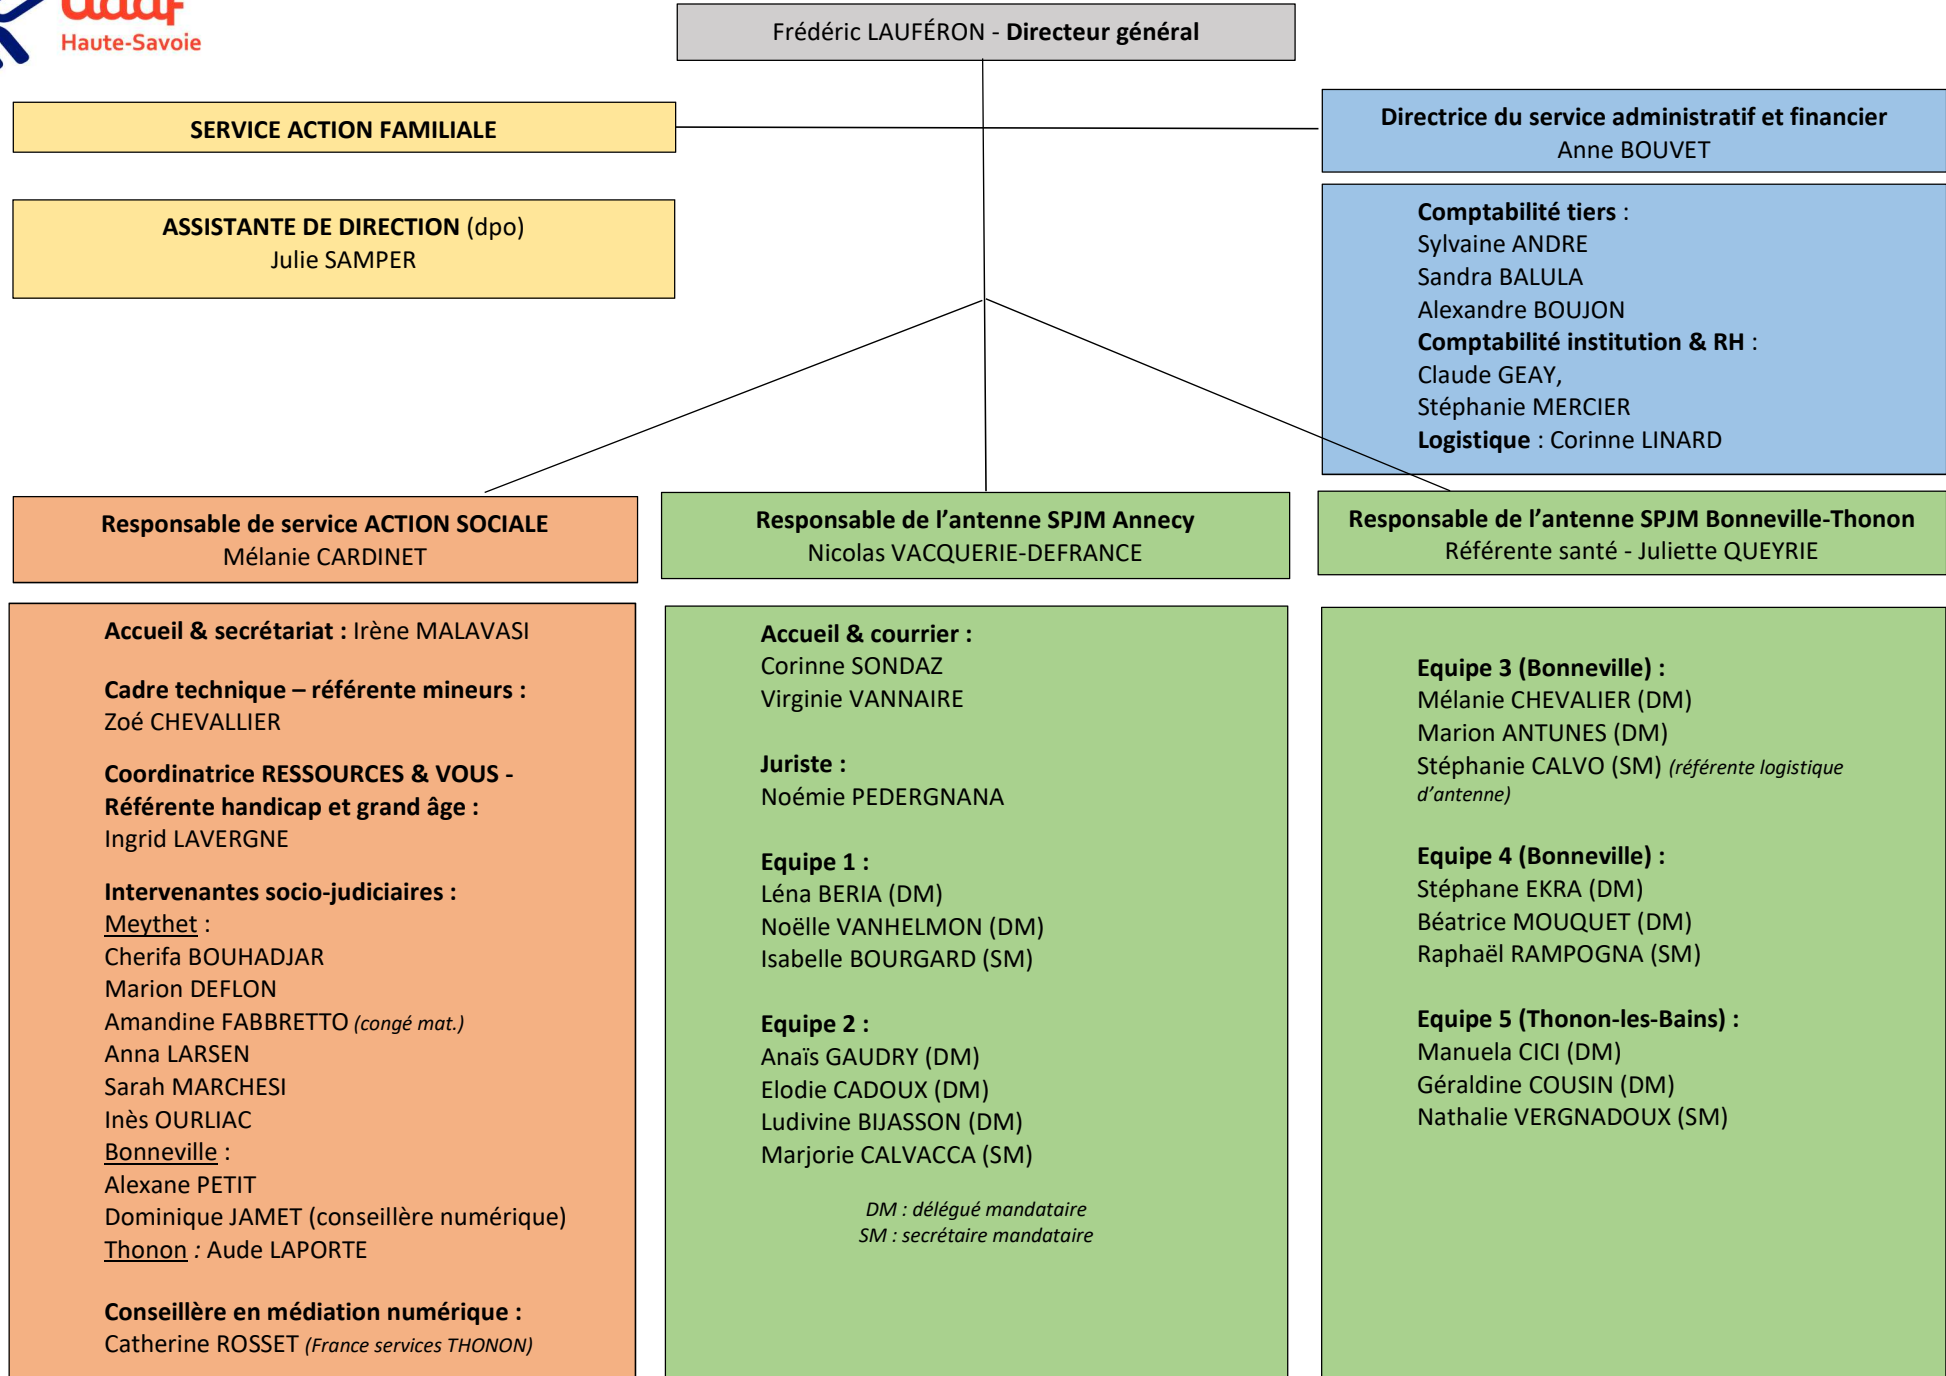 udaf
Haute-Savoie
Frédéric LAUFÉRON - Directeur général
SERVICE ACTION FAMILIALE
ASSISTANTE DE DIRECTION (dpo)
Julie SAMPER
Directrice du service administratif et financier
Anne BOUVET
Comptabilité tiers :
Sylvaine ANDRE
Sandra BALULA
Alexandre BOUJON
Comptabilité institution & RH :
Claude GEAY,
Stéphanie MERCIER
Logistique : Corinne LINARD
Responsable de service ACTION SOCIALE
Mélanie CARDINET
Accueil & secrétariat : Irène MALAVASI
Cadre technique – référente mineurs :
Zoé CHEVALLIER
Coordinatrice RESSOURCES & VOUS -
Référente handicap et grand âge :
Ingrid LAVERGNE
Intervenantes socio-judiciaires :
Meythet :
Cherifa BOUHADJAR
Marion DEFLON
Amandine FABBRETTO (congé mat.)
Anna LARSEN
Sarah MARCHESI
Inès OURLIAC
Bonneville :
Alexane PETIT
Dominique JAMET (conseillère numérique)
Thonon : Aude LAPORTE
Conseillère en médiation numérique :
Catherine ROSSET (France services THONON)
Responsable de l’antenne SPJM Annecy
Nicolas VACQUERIE-DEFRANCE
Accueil & courrier :
Corinne SONDAZ
Virginie VANNAIRE
Juriste :
Noémie PEDERGNANA
Equipe 1 :
Léna BERIA (DM)
Noëlle VANHELMON (DM)
Isabelle BOURGARD (SM)
Equipe 2 :
Anaïs GAUDRY (DM)
Elodie CADOUX (DM)
Ludivine BIJASSON (DM)
Marjorie CALVACCA (SM)
DM : délégué mandataire
SM : secrétaire mandataire
Responsable de l’antenne SPJM Bonneville-Thonon
Référente santé - Juliette QUEYRIE
Equipe 3 (Bonneville) :
Mélanie CHEVALIER (DM)
Marion ANTUNES (DM)
Stéphanie CALVO (SM) (référente logistique
d’antenne)
Equipe 4 (Bonneville) :
Stéphane EKRA (DM)
Béatrice MOUQUET (DM)
Raphaël RAMPOGNA (SM)
Equipe 5 (Thonon-les-Bains) :
Manuela CICI (DM)
Géraldine COUSIN (DM)
Nathalie VERGNADOUX (SM)